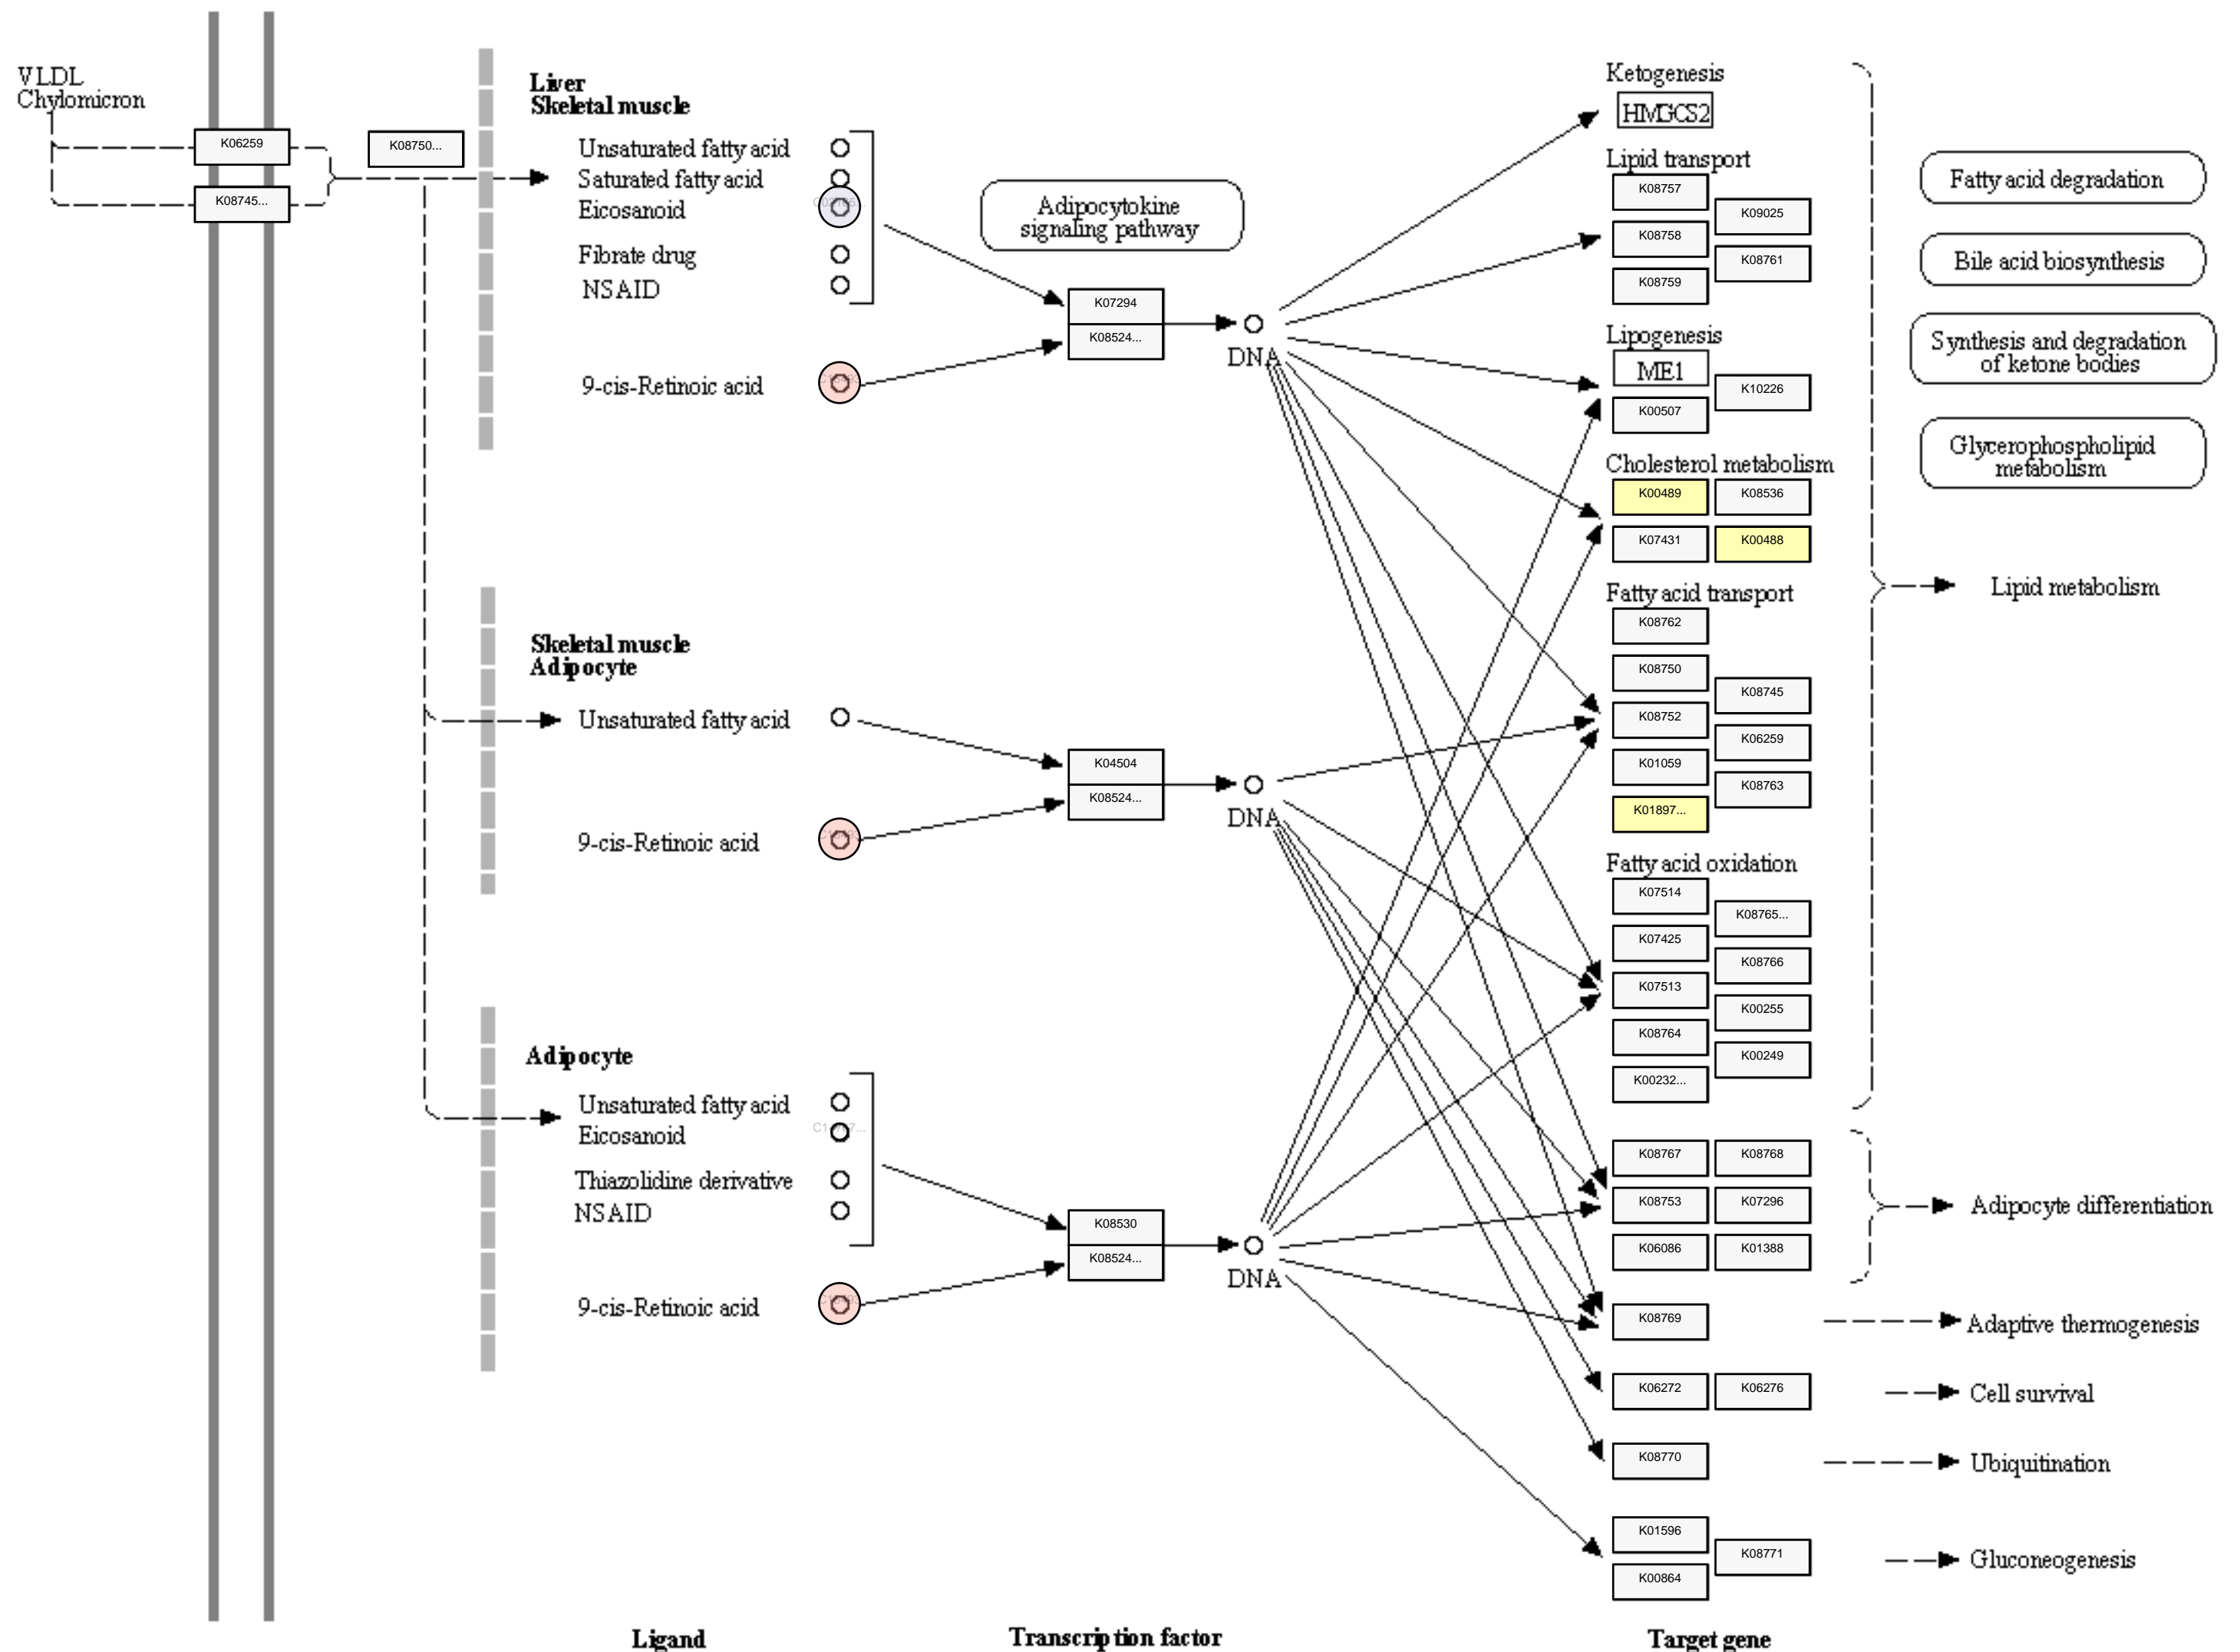 VLDL
Chylomicron
K06259
K08745...
K08750...
Liver
Skeletal muscle
Unsaturated fatty acid
Saturated fatty acid
Eicosanoid
Fibrate drug
NSAID
9-cis-Retinoic acid
Adipocytokine
signaling pathway
K07294
K08524...
DNA
Skeletal muscle
Adipocyte
Unsaturated fatty acid
9-cis-Retinoic acid
K04504
K08524...
DNA
Adipocyte
Unsaturated fatty acid
Eicosanoid
Thiazolidine derivative
NSAID
9-cis-Retinoic acid
K08530
K08524...
DNA
Ketogenesis
HMGCS2
Lipid transport
K08757
K09025
K08758
K08761
K08759
Lipogenesis
ME1
K10226
K00507
Cholesterol metabolism
K00489
K08536
K07431
K00488
Fatty acid transport
K08762
K08750
K08745
K08752
K06259
K01059
K08763
K01897...
Fatty acid oxidation
K07514
K08765...
K07425
K08766
K07513
K00255
K08764
K00249
K00232...
K08767
K08768
K08753
K07296
K06086
K01388
K08769
K06272
K06276
K08770
K01596
K08771
K00864
Fatty acid degradation
Bile acid biosynthesis
Synthesis and degradation
of ketone bodies
Glycerophospholipid
metabolism
Lipid metabolism
Adipocyte differentiation
Adaptive thermogenesis
Cell survival
Ubiquitination
Gluconeogenesis
Ligand
Transcription factor
Target gene